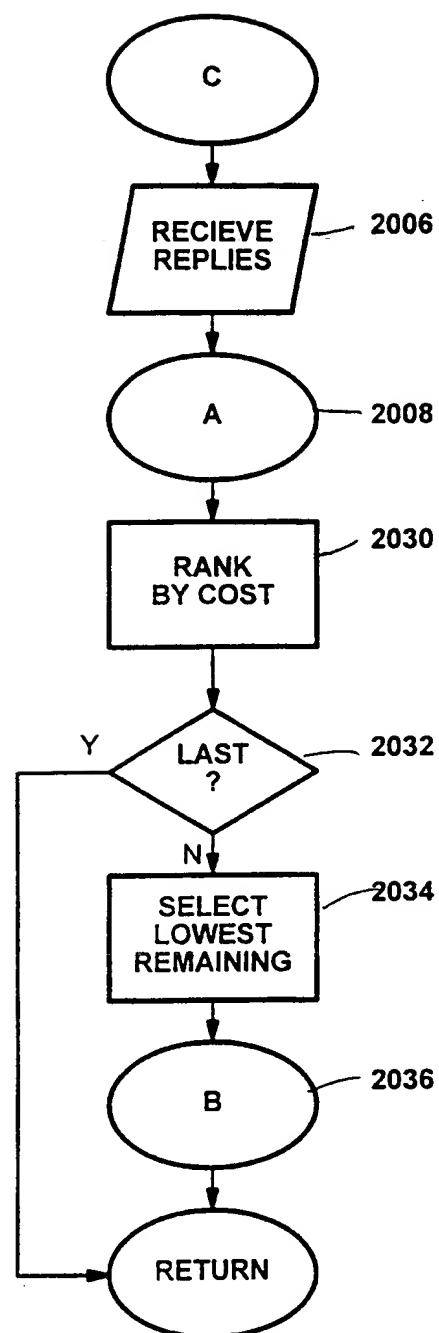 C
RECIEVE
REPLIES
2006
A
2008
RANK
BY COST
2030
LAST
?
2032
Y
N
SELECT
LOWEST
REMAINING
2034
B
2036
RETURN